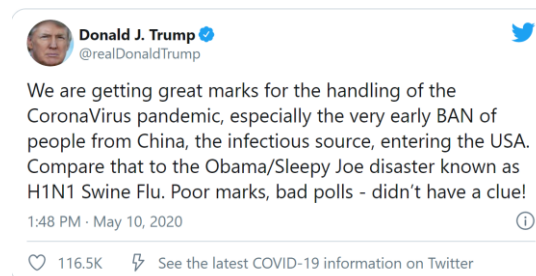 Donald J. Trump
@realDonaldTrump
We are getting great marks for the handling of the
CoronaVirus pandemic, especially the very early BAN of
people from China, the infectious source, entering the USA.
Compare that to the Obama/Sleepy Joe disaster known as
H1N1 Swine Flu. Poor marks, bad polls - didn’t have a clue!
1:48 PM · May 10, 2020
116.5K See the latest COVID-19 information on Twitter